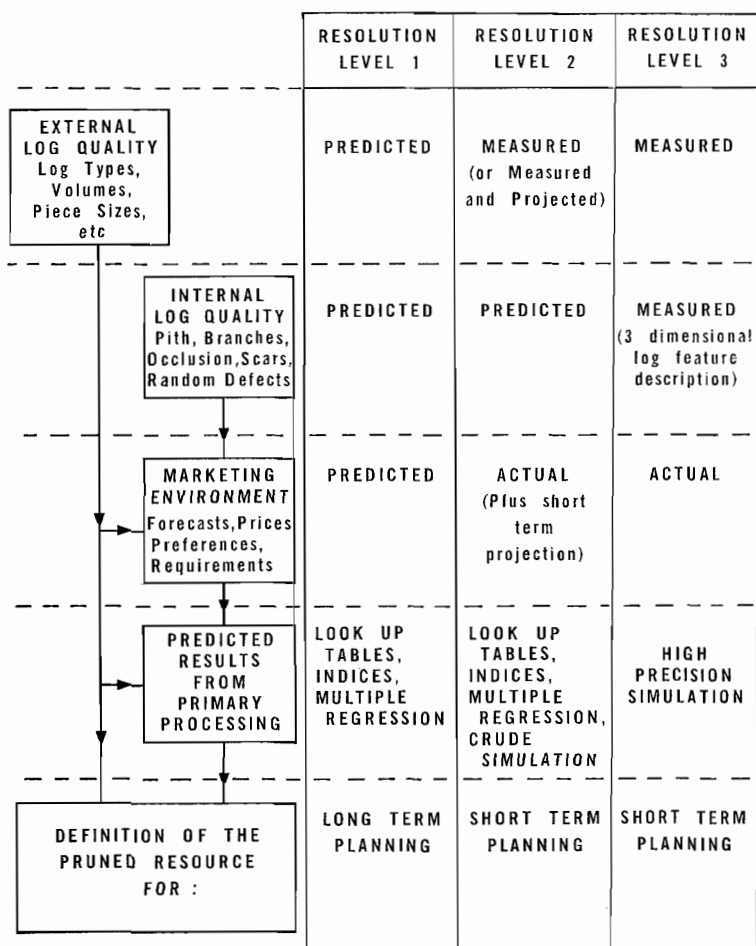 RESOLUTION
LEVEL 1
RESOLUTION
LEVEL 2
RESOLUTION
LEVEL 3
EXTERNAL
LOG QUALITY
Log Types,
Volumes,
Piece Sizes,
etc
PREDICTED
MEASURED
(or Measured
and Projected)
MEASURED
INTERNAL
LOG QUALITY
Pith, Branches,
Occlusion,Scars,
Random Defects
PREDICTED
PREDICTED
MEASURED
(3 dimensional
log feature
description)
MARKETING
ENVIRONMENT
Forecasts,Prices
Preferences,
Requirements
PREDICTED
ACTUAL
(Plus short
term
projection)
ACTUAL
PREDICTED
RESULTS
FROM
PRIMARY
PROCESSING
LOOK UP
TABLES,
INDICES,
MULTIPLE
REGRESSION
LOOK UP
TABLES,
INDICES,
MULTIPLE
REGRESSION,
CRUDE
SIMULATION
HIGH
PRECISION
SIMULATION
DEFINITION OF THE
PRUNED RESOURCE
FOR :
LONG TERM
PLANNING
SHORT TERM
PLANNING
SHORT TERM
PLANNING